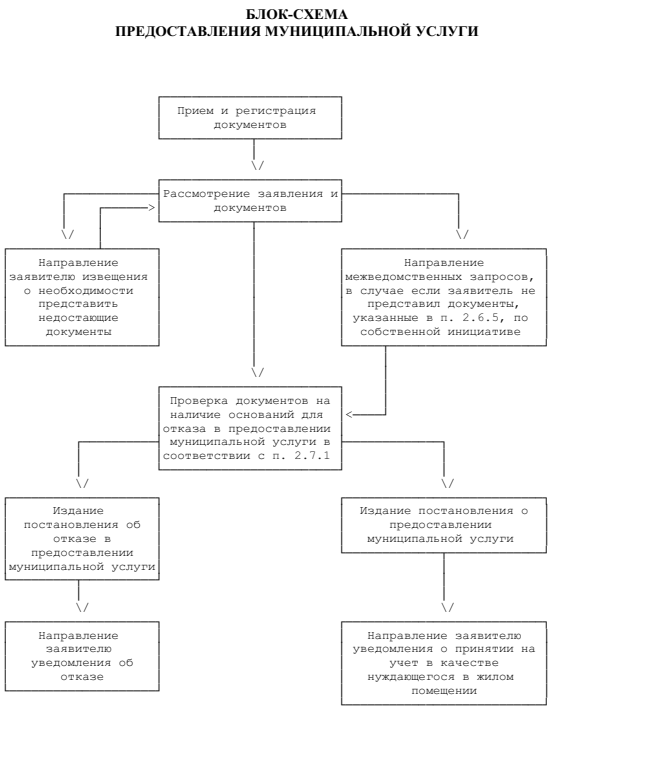 БЛОК-СХЕМА
ПРЕДОСТАВЛЕНИЯ МУНИЦИПАЛЬНОЙ УСЛУГИ
Прием и регистрация
документов
Рассмотрение заявления и
документов
Направление
заявителю извещения
о необходимости
представить
недостающие
документы
Направление
межведомственных запросов,
в случае если заявитель не
представил документы,
указанные в п. 2.6.5, по
собственной инициативе
Проверка документов на
наличие оснований для
отказа в предоставлении
муниципальной услуги в
соответствии с п. 2.7.1
Издание
постановления об
отказе в
предоставлении
муниципальной услуги
Издание постановления о
предоставлении
муниципальной услуги
Направление
заявителю
уведомления об
отказе
Направление заявителю
уведомления о принятии на
учет в качестве
нуждающегося в жилом
помещении